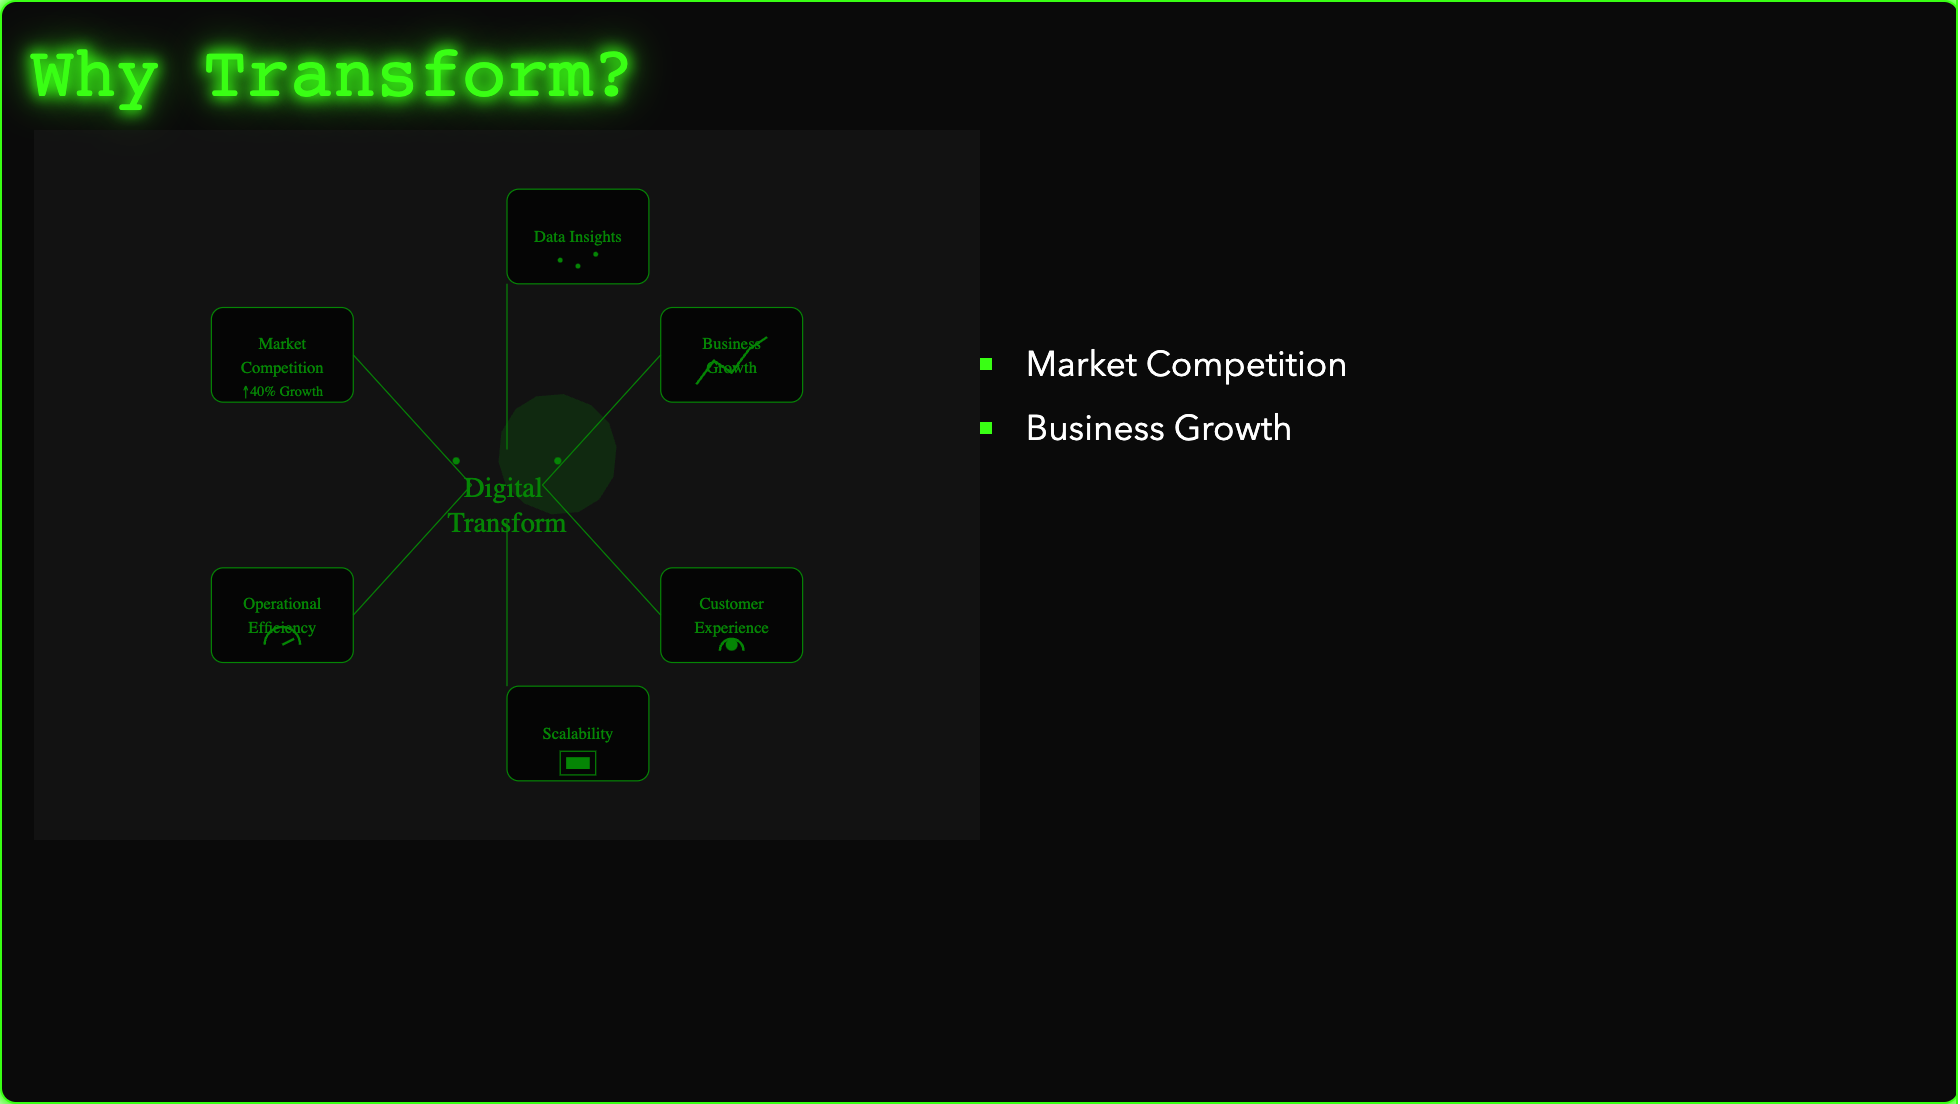 Why Transform?
Data Insights
Market
Competition
↑40% Growth
Business
Growth
Digital
Transform
Operational
Efficiency
Customer
Experience
Scalability
Market Competition
Business Growth